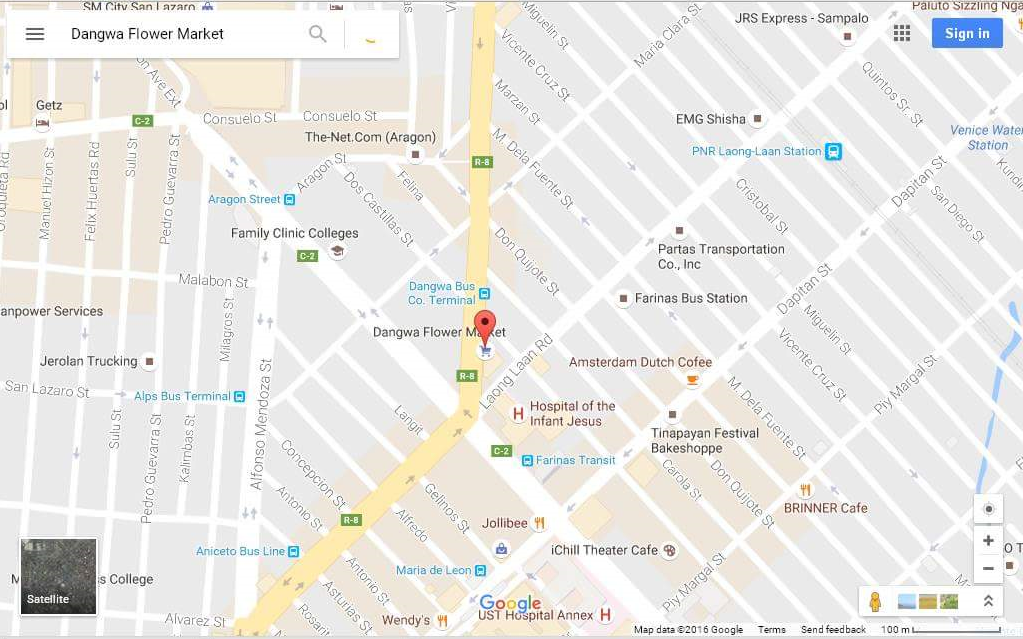 SM City San Lazaro
Paluto Sizzling
JRS Express - Sampalo
Dangwa Flower Market
Sign in
Miguelin St
Maria Clara St
Vicente Cruz St
on Ave Ext
Getz
C-2
Consuelo St
Consuelo St
Marzan St
Quintos Sr. St
EMG Shisha
The-Net.Com (Aragon)
Venice Water
Station
PNR Laong-Laan Station
R-8
M. Dela Fuente St
Aragon St
Felina
Dos Castillas St
Oroquieta Rd
Manuel Hizon St
Felix Huertas Rd
Sulu St
Pedro Guevarra St
Aragon Street
Dapitan St
Cristobal St
San Diego St
Family Clinic Colleges
C-2
Don Quijote St
Partas Transportation
Co., Inc
Malabon St
Dangwa Bus
Co. Terminal
Farinas Bus Station
Dapitan St
Miguelin St
anpower Services
Milagros St
Dangwa Flower Market
Laong Laan Rd
Vicente Cruz St
Jerolan Trucking
Amsterdam Dutch Cofee
Piy Margal St
R-8
San Lazaro St
Alps Bus Terminal
Alfonso Mendoza St
Langit
Hospital of the
Infant Jesus
M. Dela Fuente St
Sulu St
Pedro Guevarra St
Kalimbas St
Tinapayan Festival
Bakeshoppe
C-2
Farinas Transit
Concepcion St
Carola St
Don Quijote St
Antonio St
Gelinos St
Alfredo
R-8
BRINNER Cafe
Jollibee
iChill Theater Cafe
Aniceto Bus Line
Maria de Leon
Antonio St
Asturias St
Piy Margal St
s College
Satellite
Google
UST Hospital Annex
Alvarez St
Wendy's
Map data ©2016 Google Terms Send feedback 100 m